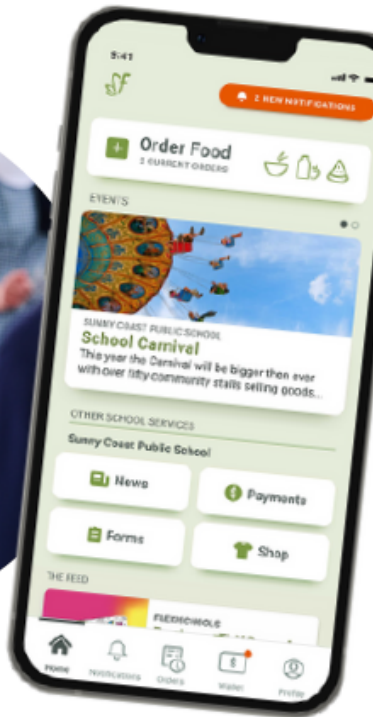 9:41
2 NEW NOTIFICATIONS
Order Food
2 CURRENT ORDERS
EVENTS
SUNNY COAST PUBLIC SCHOOL
School Carnival
This year the Carnival will be bigger then ever
with over fifty community stalls selling goods...
OTHER SCHOOL SERVICES
Sunny Coast Public School
News
Payments
Forms
Shop
THE FEED
FLEXISCHOOLS
Home
Notifications
Orders
Wallet
Profile